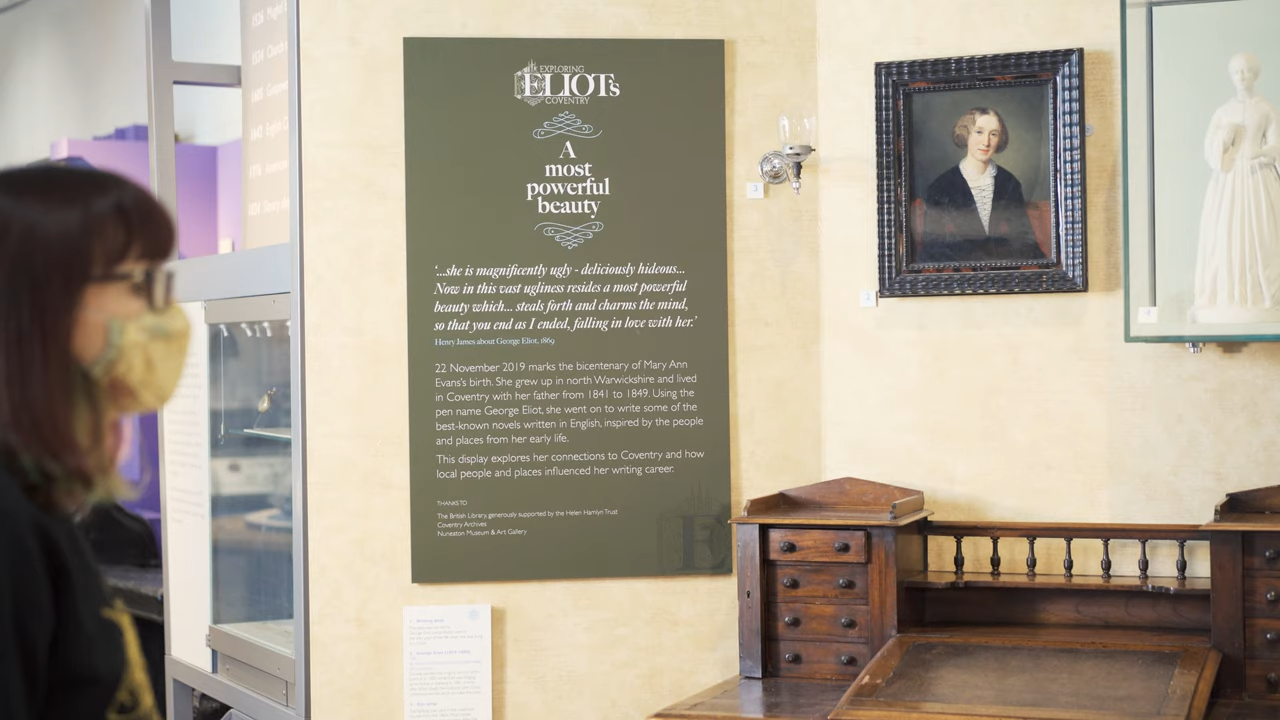 EXPLORING
ELIOT's
COVENTRY
A
most
powerful
beauty
'...she is magnificently ugly - deliciously hideous...
Now in this vast ugliness resides a most powerful
beauty which... steals forth and charms the mind,
so that you end as I ended, falling in love with her.'
Henry James about George Eliot, 1869
22 November 2019 marks the bicentenary of Mary Ann
Evans's birth. She grew up in north Warwickshire and lived
in Coventry with her father from 1841 to 1849. Using the
pen name George Eliot, she went on to write some of the
best-known novels written in English, inspired by the people
and places from her early life.
This display explores her connections to Coventry and how
local people and places influenced her writing career.
THANKS TO
The British Library, generously supported by the Helen Hamlyn Trust
Coventry Archives
Nuneaton Museum & Art Gallery
E
3